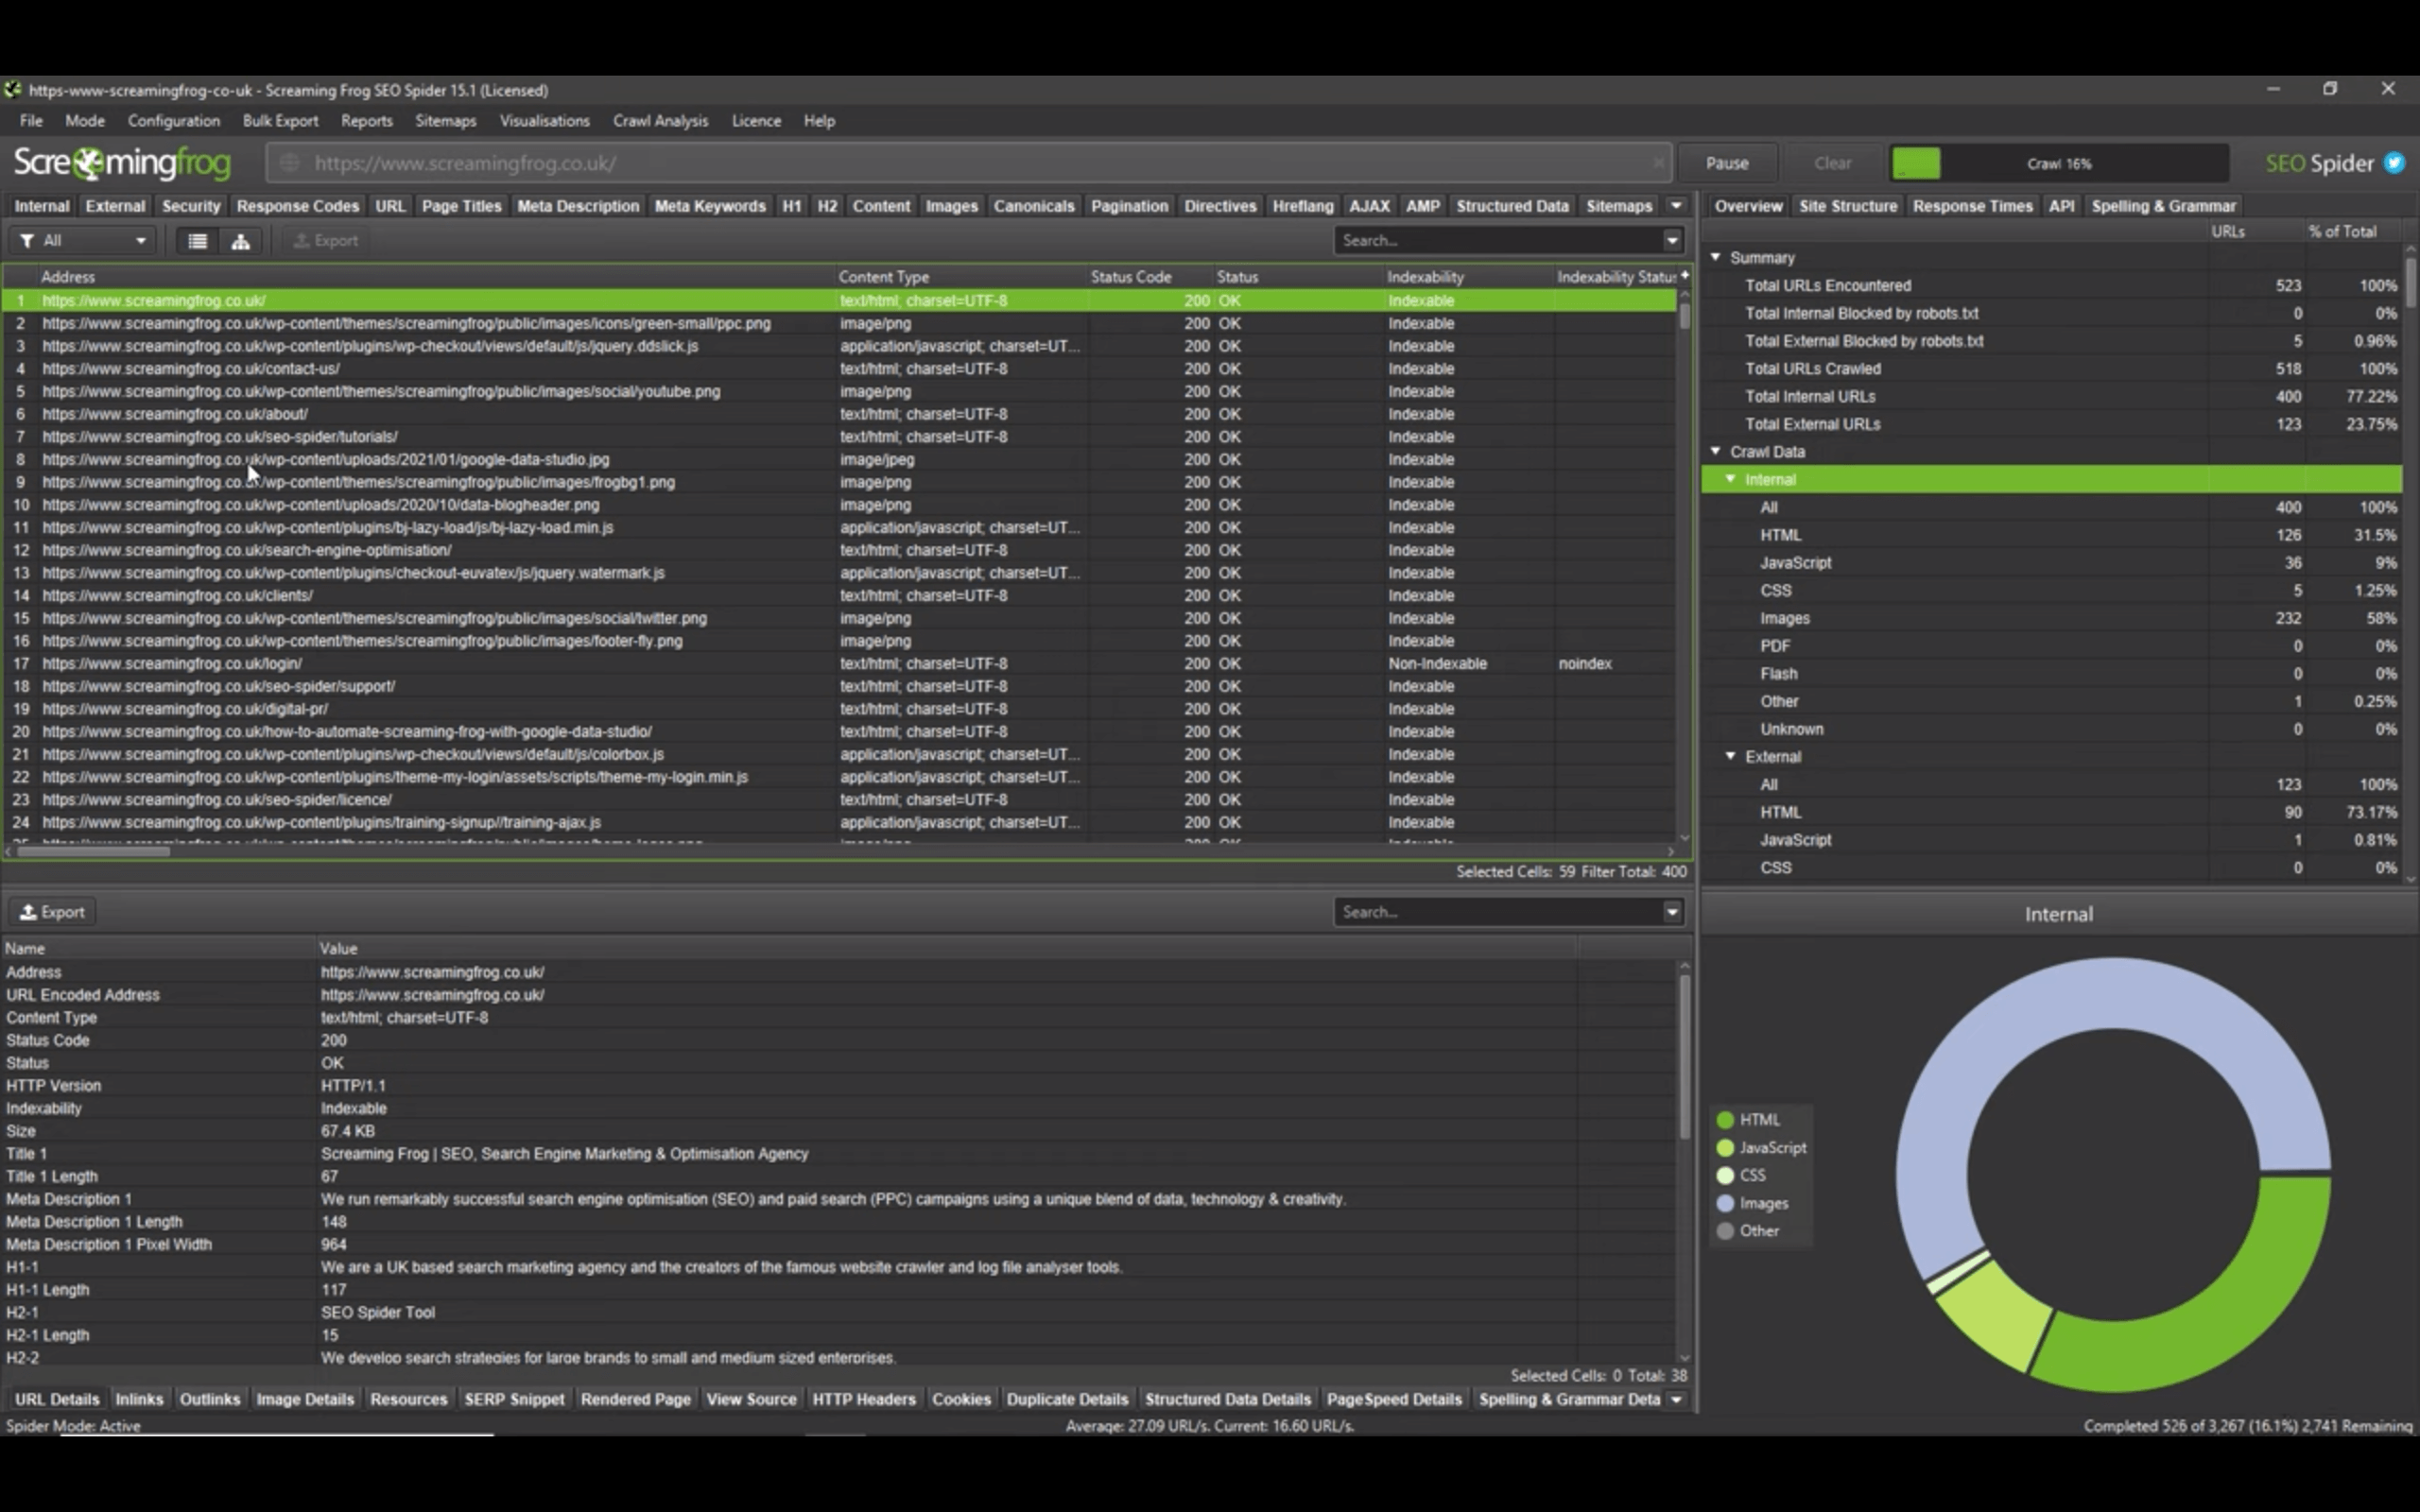 https-www-screamingfrog-co-uk - Screaming Frog SEO Spider 15.1 (Licensed)
File Mode Configuration Bulk Export Reports Sitemaps Visualisations Crawl Analysis Licence Help
Screamingfrog https://www.screamingfrog.co.uk/ Pause Clear Crawl 16% SEO Spider
Internal External Security Response Codes URL Page Titles Meta Description Meta Keywords H1 H2 Content Images Canonicals Pagination Directives Hreflang AJAX AMP Structured Data Sitemaps
All Export Search...
Address Content Type Status Code Status Indexability Indexability Status
1 https://www.screamingfrog.co.uk/ text/html; charset=UTF-8 200 OK Indexable
2 https://www.screamingfrog.co.uk/wp-content/themes/screamingfrog/public/images/icons/green-small/ppc.png image/png 200 OK Indexable
3 https://www.screamingfrog.co.uk/wp-content/plugins/wp-checkout/views/default/js/jquery.ddslick.js application/javascript; charset=UT... 200 OK Indexable
4 https://www.screamingfrog.co.uk/contact-us/ text/html; charset=UTF-8 200 OK Indexable
5 https://www.screamingfrog.co.uk/wp-content/themes/screamingfrog/public/images/social/youtube.png image/png 200 OK Indexable
6 https://www.screamingfrog.co.uk/about/ text/html; charset=UTF-8 200 OK Indexable
7 https://www.screamingfrog.co.uk/seo-spider/tutorials/ text/html; charset=UTF-8 200 OK Indexable
8 https://www.screamingfrog.co.uk/wp-content/uploads/2021/01/google-data-studio.jpg image/jpeg 200 OK Indexable
9 https://www.screamingfrog.co.uk/wp-content/themes/screamingfrog/public/images/frogbg1.png image/png 200 OK Indexable
10 https://www.screamingfrog.co.uk/wp-content/uploads/2020/10/data-blogheader.png image/png 200 OK Indexable
11 https://www.screamingfrog.co.uk/wp-content/plugins/bj-lazy-load/js/bj-lazy-load.min.js application/javascript; charset=UT... 200 OK Indexable
12 https://www.screamingfrog.co.uk/search-engine-optimisation/ text/html; charset=UTF-8 200 OK Indexable
13 https://www.screamingfrog.co.uk/wp-content/plugins/checkout-euvatex/js/jquery.watermark.js application/javascript; charset=UT... 200 OK Indexable
14 https://www.screamingfrog.co.uk/clients/ text/html; charset=UTF-8 200 OK Indexable
15 https://www.screamingfrog.co.uk/wp-content/themes/screamingfrog/public/images/social/twitter.png image/png 200 OK Indexable
16 https://www.screamingfrog.co.uk/wp-content/themes/screamingfrog/public/images/footer-fly.png image/png 200 OK Indexable
17 https://www.screamingfrog.co.uk/login/ text/html; charset=UTF-8 200 OK Non-Indexable noindex
18 https://www.screamingfrog.co.uk/seo-spider/support/ text/html; charset=UTF-8 200 OK Indexable
19 https://www.screamingfrog.co.uk/digital-pr/ text/html; charset=UTF-8 200 OK Indexable
20 https://www.screamingfrog.co.uk/how-to-automate-screaming-frog-with-google-data-studio/ text/html; charset=UTF-8 200 OK Indexable
21 https://www.screamingfrog.co.uk/wp-content/plugins/wp-checkout/views/default/js/colorbox.js application/javascript; charset=UT... 200 OK Indexable
22 https://www.screamingfrog.co.uk/wp-content/plugins/theme-my-login/assets/scripts/theme-my-login.min.js application/javascript; charset=UT... 200 OK Indexable
23 https://www.screamingfrog.co.uk/seo-spider/licence/ text/html; charset=UTF-8 200 OK Indexable
24 https://www.screamingfrog.co.uk/wp-content/plugins/training-signup//training-ajax.js application/javascript; charset=UT... 200 OK Indexable
Selected Cells: 59 Filter Total: 400
Export Search...
Name Value
Address https://www.screamingfrog.co.uk/
URL Encoded Address https://www.screamingfrog.co.uk/
Content Type text/html; charset=UTF-8
Status Code 200
Status OK
HTTP Version HTTP/1.1
Indexability Indexable
Size 67.4 KB
Title 1 Screaming Frog | SEO, Search Engine Marketing & Optimisation Agency
Title 1 Length 67
Meta Description 1 We run remarkably successful search engine optimisation (SEO) and paid search (PPC) campaigns using a unique blend of data, technology & creativity.
Meta Description 1 Length 148
Meta Description 1 Pixel Width 964
H1-1 We are a UK based search marketing agency and the creators of the famous website crawler and log file analyser tools.
H1-1 Length 117
H2-1 SEO Spider Tool
H2-1 Length 15
H2-2 We develop search strategies for large brands to small and medium sized enterprises.
Selected Cells: 0 Total: 38
URL Details Inlinks Outlinks Image Details Resources SERP Snippet Rendered Page View Source HTTP Headers Cookies Duplicate Details Structured Data Details PageSpeed Details Spelling & Grammar Deta
Overview Site Structure Response Times API Spelling & Grammar
URLs % of Total
Summary
Total URLs Encountered 523 100%
Total Internal Blocked by robots.txt 0 0%
Total External Blocked by robots.txt 5 0.96%
Total URLs Crawled 518 100%
Total Internal URLs 400 77.22%
Total External URLs 123 23.75%
Crawl Data
Internal
All 400 100%
HTML 126 31.5%
JavaScript 36 9%
CSS 5 1.25%
Images 232 58%
PDF 0 0%
Flash 0 0%
Other 1 0.25%
Unknown 0 0%
External
All 123 100%
HTML 90 73.17%
JavaScript 1 0.81%
CSS 0 0%
Internal
HTML
JavaScript
CSS
Images
Other
Spider Mode: Active Average: 27.09 URL/s. Current: 16.60 URL/s. Completed 526 of 3,267 (16.1%) 2,741 Remaining